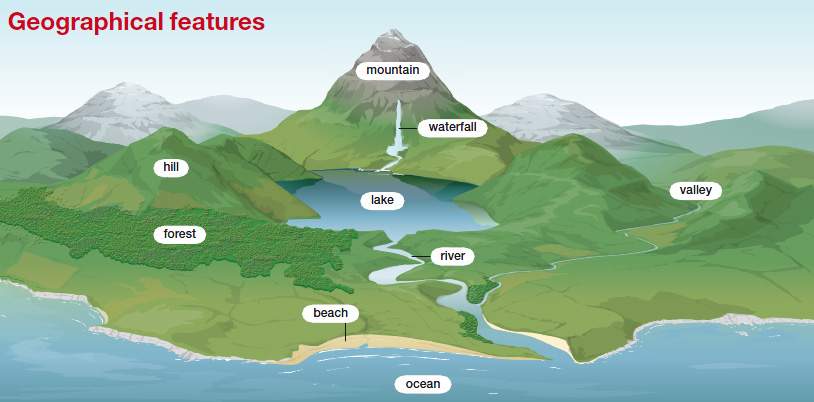 Geographical features
mountain
waterfall
hill
valley
lake
forest
river
beach
ocean